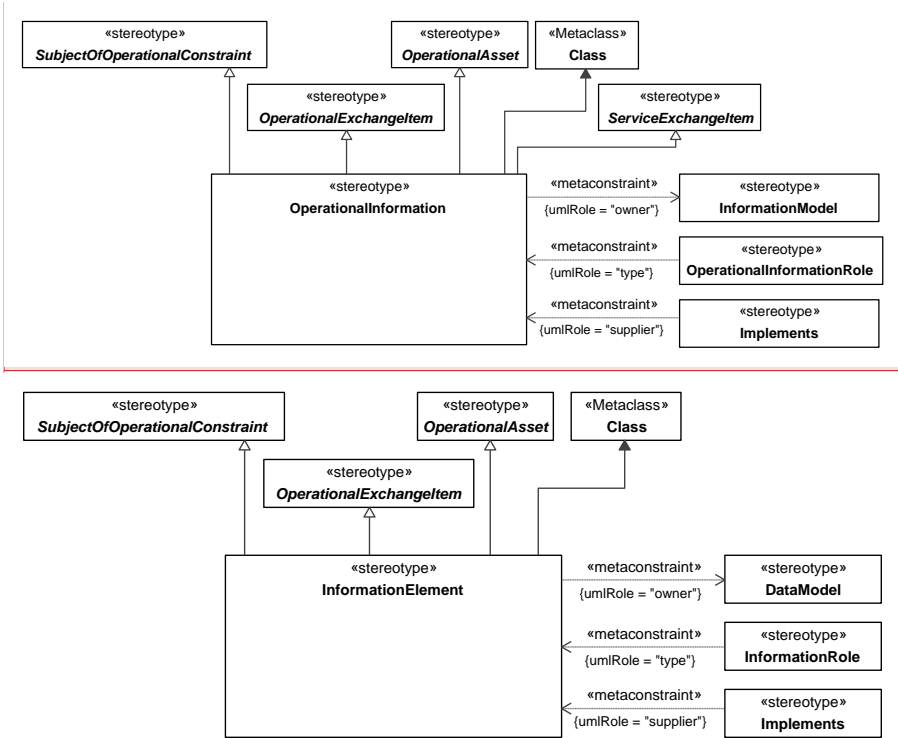 «stereotype»
SubjectOfOperationalConstraint
«stereotype»
OperationalAsset
«Metaclass»
Class
«stereotype»
OperationalExchangeItem
«stereotype»
ServiceExchangeItem
«stereotype»
OperationalInformation
«metaconstraint»
{umlRole = "owner"}
«stereotype»
InformationModel
«metaconstraint»
{umlRole = "type"}
«stereotype»
OperationalInformationRole
«metaconstraint»
{umlRole = "supplier"}
«stereotype»
Implements
«stereotype»
SubjectOfOperationalConstraint
«stereotype»
OperationalAsset
«Metaclass»
Class
«stereotype»
OperationalExchangeItem
«stereotype»
InformationElement
«metaconstraint»
{umlRole = "owner"}
«stereotype»
DataModel
«metaconstraint»
{umlRole = "type"}
«stereotype»
InformationRole
«metaconstraint»
{umlRole = "supplier"}
«stereotype»
Implements